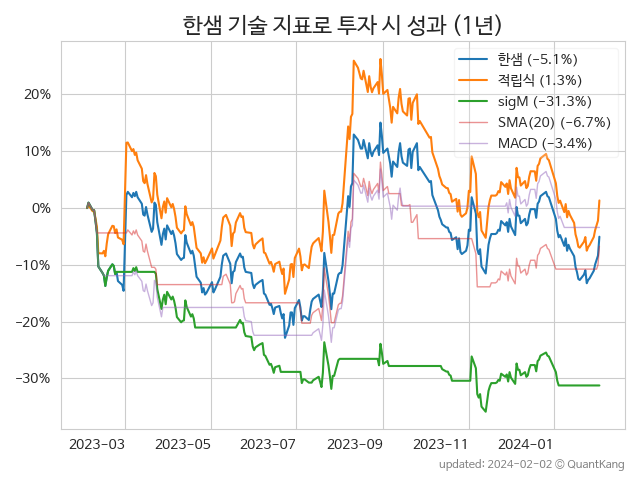 한샘 기술 지표로 투자 시 성과 (1년)
한샘 (−5.1%)
적립식 (1.3%)
sigM (−31.3%)
SMA(20) (−6.7%)
MACD (−3.4%)
20%
10%
0%
−10%
−20%
−30%
2023-03 2023-05 2023-07 2023-09 2023-11 2024-01
updated: 2024-02-02 © QuantKang